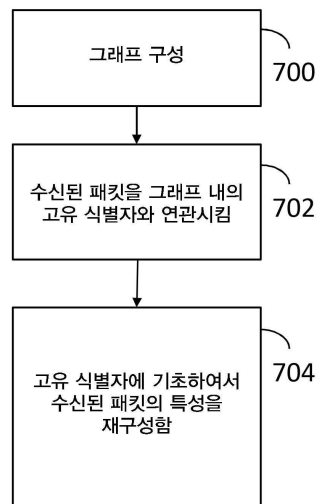 그래프 구성
700
수신된 패킷을 그래프 내의
고유 식별자와 연관시킴
702
고유 식별자에 기초하여서
수신된 패킷의 특성을
재구성함
704